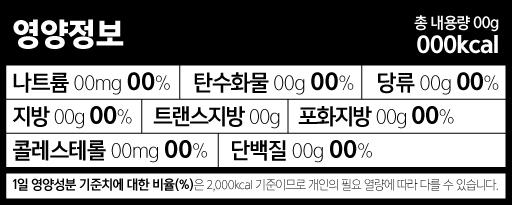 영양정보
총 내용량 00g
000kcal
나트륨 00mg 00% 탄수화물 00g 00% 당류 00g 00%
지방 00g 00% 트랜스지방 00g 포화지방 00g 00%
콜레스테롤 00mg 00% 단백질 00g 00%
1일 영양성분 기준치에 대한 비율(%)은 2,000kcal 기준이므로 개인의 필요 열량에 따라 다를 수 있습니다.